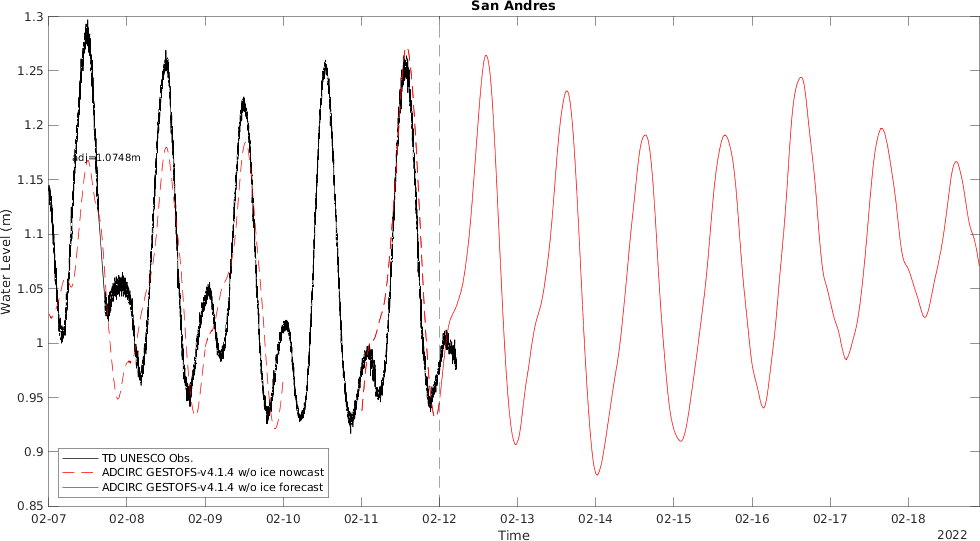 San Andres
1.3
1.25
1.2
1.15
1.1
1.05
1
0.95
0.9
0.85
Water Level (m)
adj=1.0748m
TD UNESCO Obs.
ADCIRC GESTOFS-v4.1.4 w/o ice nowcast
ADCIRC GESTOFS-v4.1.4 w/o ice forecast
02-07 02-08 02-09 02-10 02-11 02-12 02-13 02-14 02-15 02-16 02-17 02-18
Time
2022